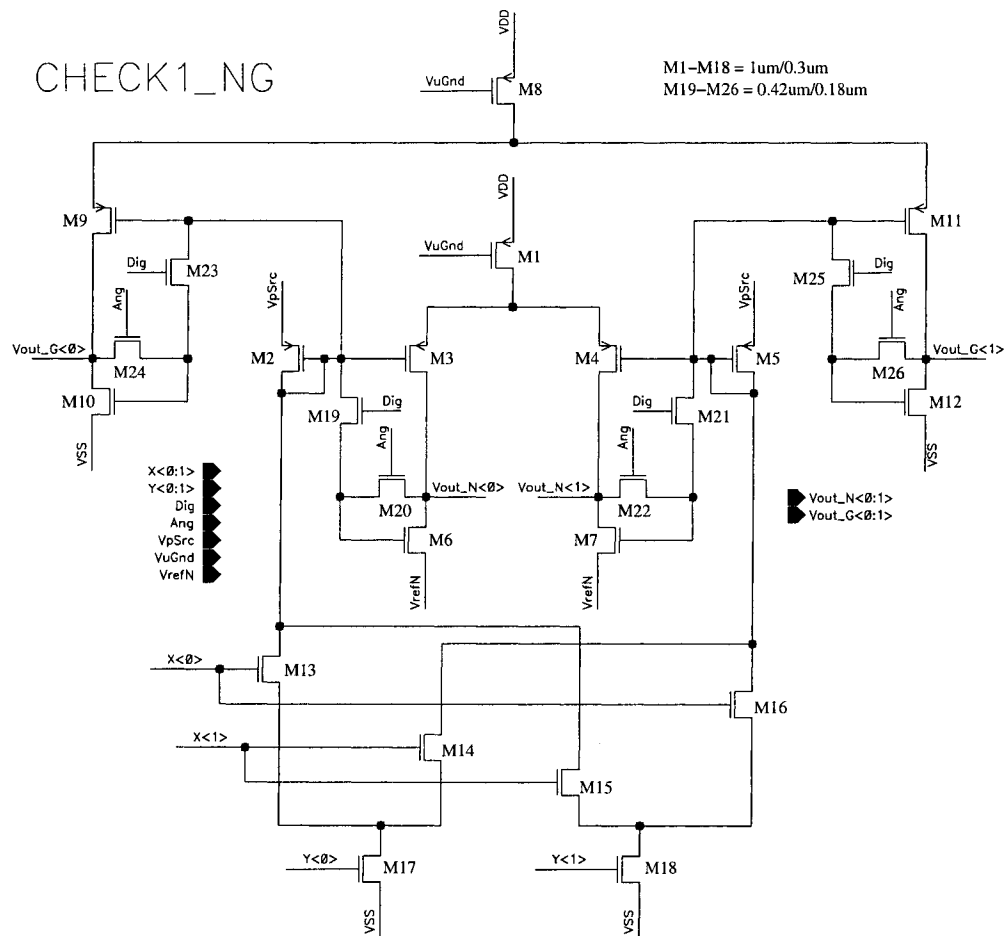 CHECK1_NG
VDD
VuGnd
M8
M1-M18 = 1um/0.3um
M19-M26 = 0.42um/0.18um
VDD
VuGnd
M1
M9
M11
Dig
M23
M25
Dig
Ang
Ang
VpSrc
VpSrc
Vout_G<0>
Vout_G<1>
M24
M26
M2
M3
M4
M5
M10
M12
VSS
VSS
M19
Dig
Dig
M21
Ang
Ang
Vout_N<0>
Vout_N<1>
M20
M22
M6
M7
VrefN
VrefN
X<0:1>
Y<0:1>
Dig
Ang
VpSrc
VuGnd
VrefN
Vout_N<0:1>
Vout_G<0:1>
X<0>
M13
M16
X<1>
M14
M15
Y<0>
M17
Y<1>
M18
VSS
VSS